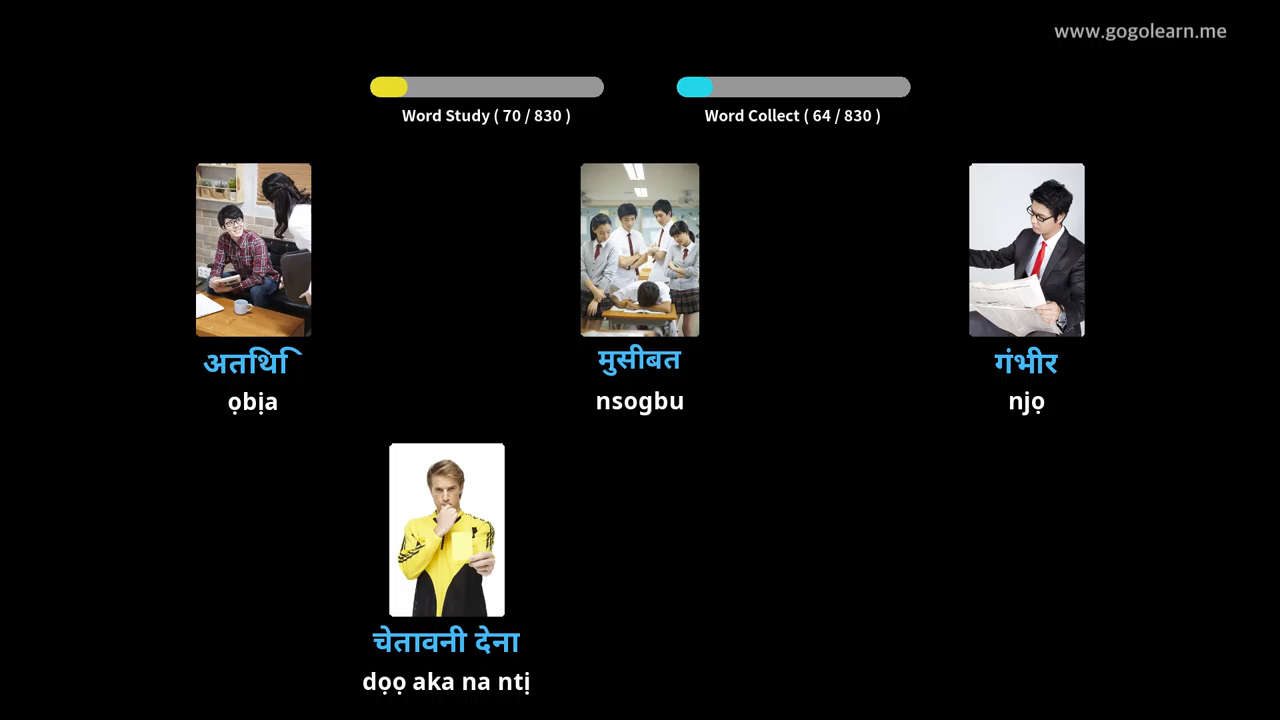 www.gogolearn.me
Word Study ( 70 / 830 )
Word Collect ( 64 / 830 )
अतिथि
ọbịa
मुसीबत
nsogbu
गंभीर
njọ
चेतावनी देना
dọọ aka na ntị